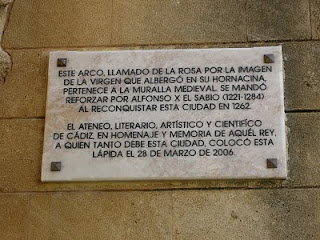 ESTE ARCO, LLAMADO DE LA ROSA POR LA IMAGEN
DE LA VIRGEN QUE ALBERGÓ EN SU HORNACINA,
PERTENECE A LA MURALLA MEDIEVAL. SE MANDÓ
REFORZAR POR ALFONSO X EL SABIO (1221-1284)
AL RECONQUISTAR ESTA CIUDAD EN 1262.
EL ATENEO, LITERARIO, ARTÍSTICO Y CIENTÍFICO
DE CÁDIZ, EN HOMENAJE Y MEMORIA DE AQUÉL REY,
A QUIEN TANTO DEBE ESTA CIUDAD, COLOCÓ ESTA
LÁPIDA EL 28 DE MARZO DE 2006.